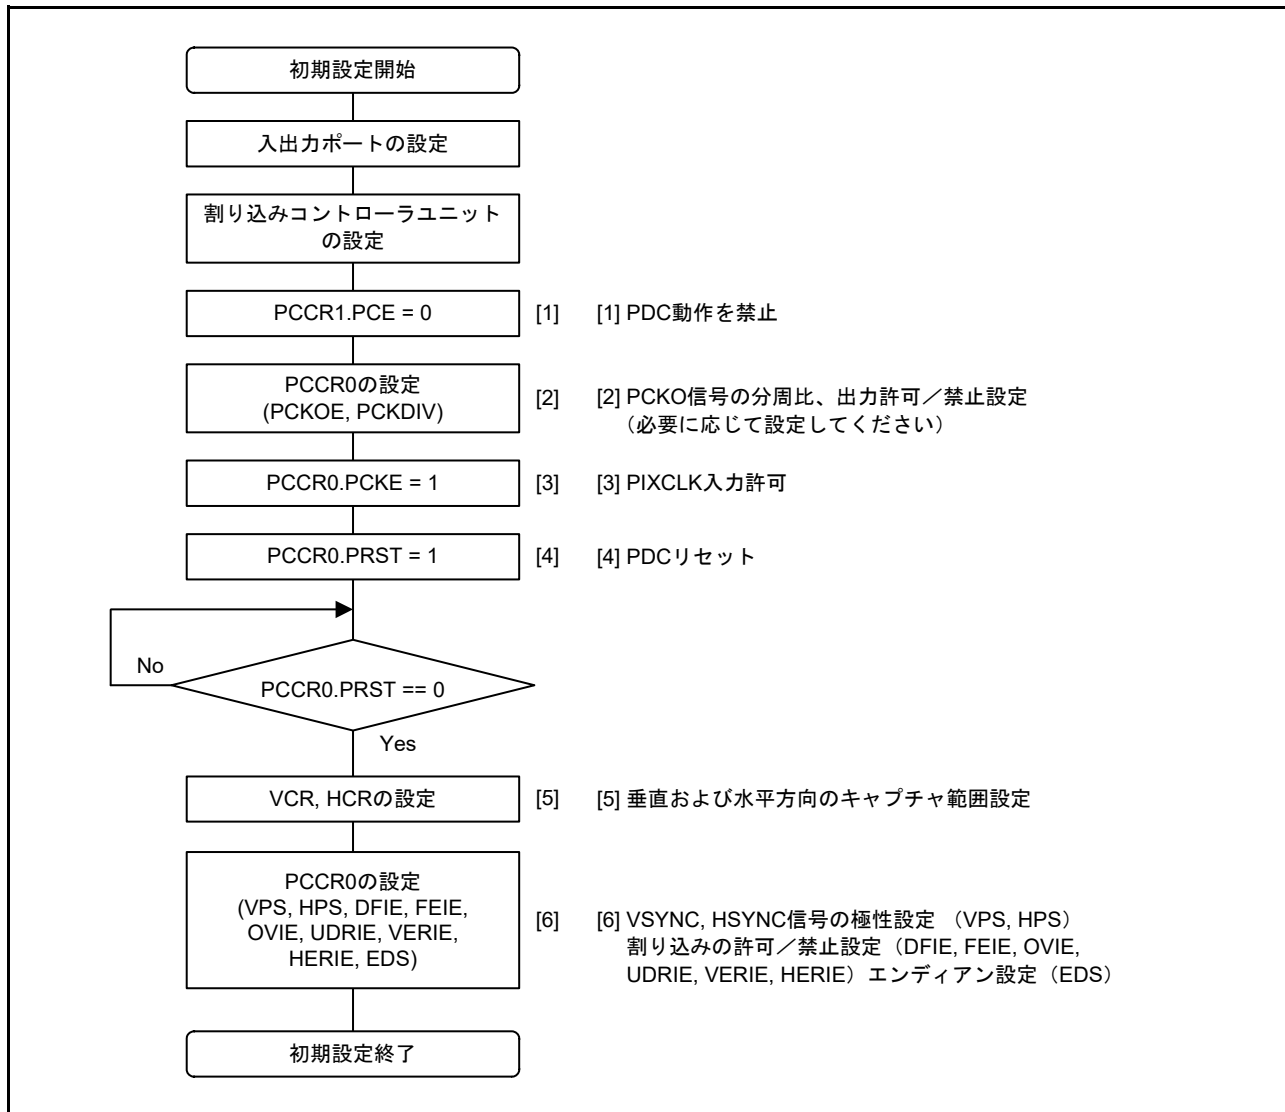 初期設定開始
入出力ポートの設定
割り込みコントローラユニット
の設定
PCCR1.PCE = 0
[1]
[1] PDC動作を禁止
PCCR0の設定
(PCKOE, PCKDIV)
[2]
[2] PCKO信号の分周比、出力許可／禁止設定
（必要に応じて設定してください）
PCCR0.PCKE = 1
[3]
[3] PIXCLK入力許可
PCCR0.PRST = 1
[4]
[4] PDCリセット
No
PCCR0.PRST == 0
Yes
VCR, HCRの設定
[5]
[5] 垂直および水平方向のキャプチャ範囲設定
PCCR0の設定
(VPS, HPS, DFIE, FEIE,
OVIE, UDRIE, VERIE,
HERIE, EDS)
[6]
[6] VSYNC, HSYNC信号の極性設定 （VPS, HPS）
割り込みの許可／禁止設定（DFIE, FEIE, OVIE,
UDRIE, VERIE, HERIE）エンディアン設定（EDS）
初期設定終了